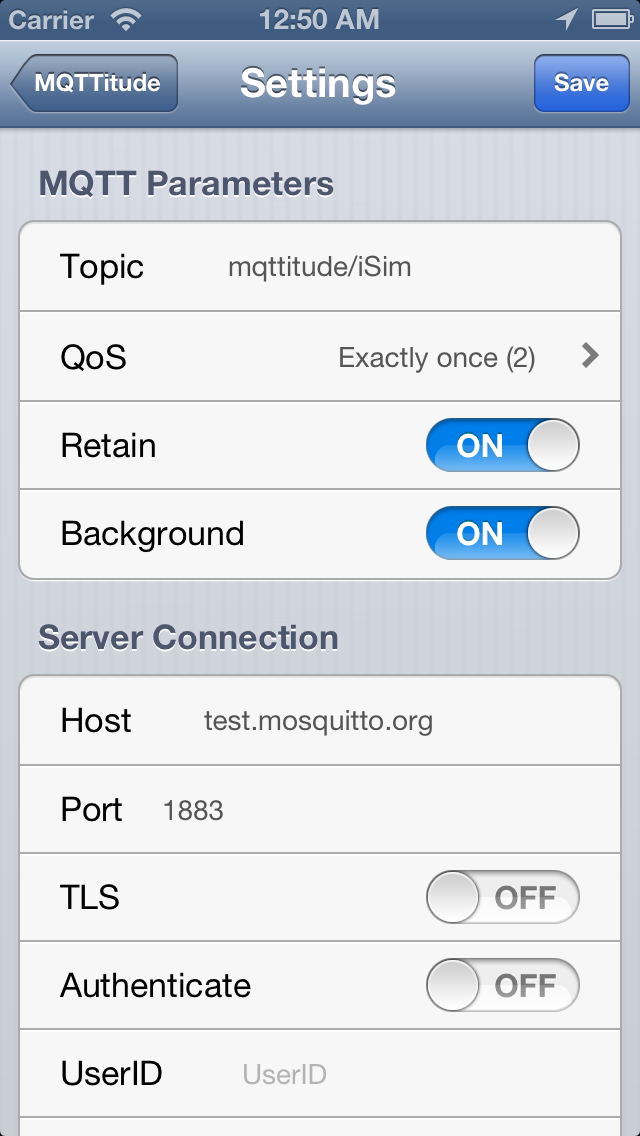 Carrier 12:50 AM
MQTTitude Settings Save
MQTT Parameters
Topic mqttitude/iSim
QoS Exactly once (2)
Retain ON
Background ON
Server Connection
Host test.mosquitto.org
Port 1883
TLS OFF
Authenticate OFF
UserID UserID